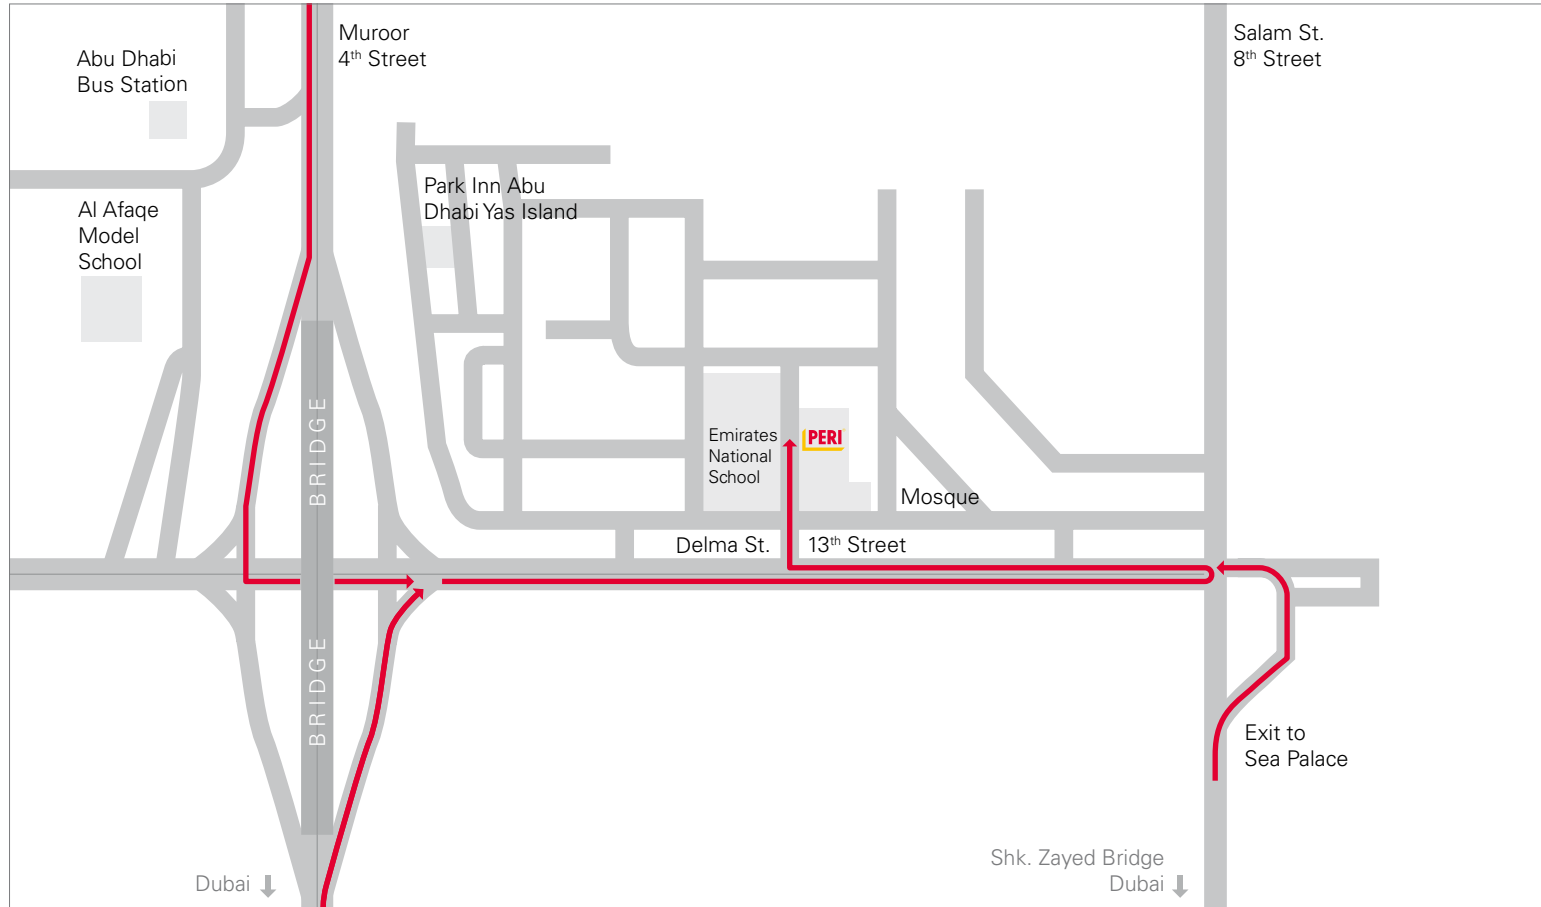 Muroor
4th Street
Salam St.
8th Street
Abu Dhabi
Bus Station
Park Inn Abu
Dhabi Yas Island
Al Afaqe
Model
School
BRIDGE
Emirates
National
School
PERI
Mosque
Delma St.
13th Street
BRIDGE
Exit to
Sea Palace
Shk. Zayed Bridge
Dubai
Dubai